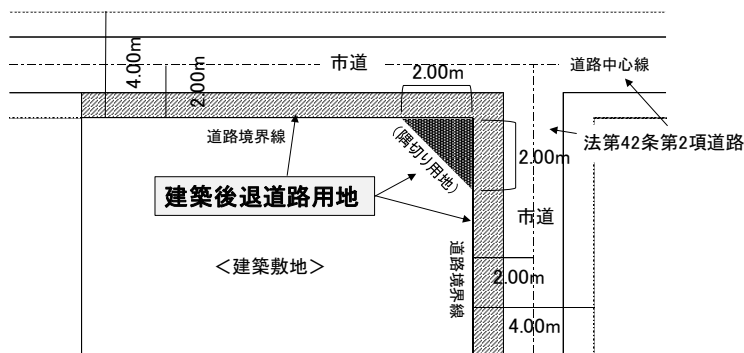 市道
2.00m
道路中心線
4.00m
2.00m
道路境界線
(隅切り用地)
2.00m
法第42条第2項道路
建築後退道路用地
市道
<建築敷地>
道路境界線
2.00m
4.00m